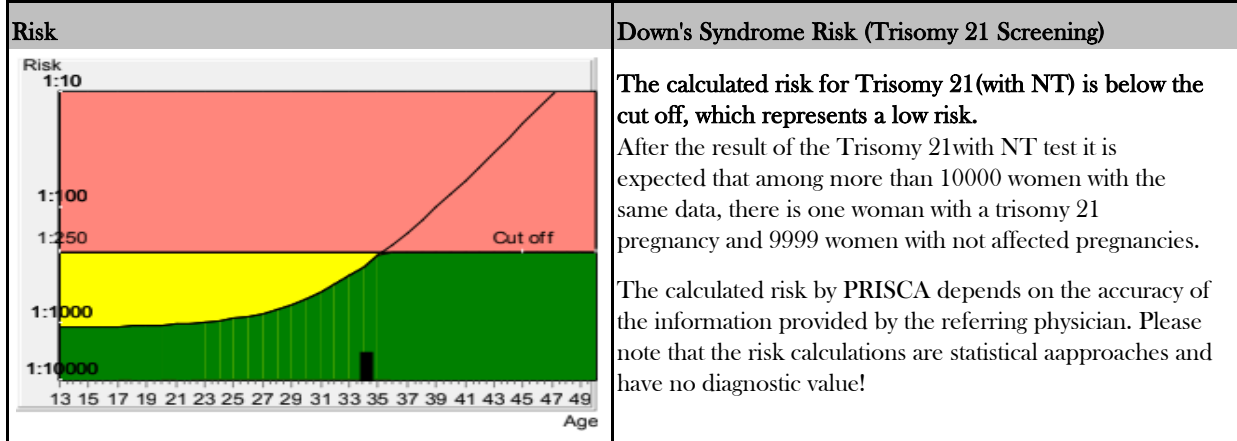 Risk
Down's Syndrome Risk (Trisomy 21 Screening)
Risk
1:10
1:100
1:250
Cut off
1:1000
1:10000
13 15 17 19 21 23 25 27 29 31 33 35 37 39 41 43 45 47 49
Age
The calculated risk for Trisomy 21(with NT) is below the
cut off, which represents a low risk.
After the result of the Trisomy 21with NT test it is
expected that among more than 10000 women with the
same data, there is one woman with a trisomy 21
pregnancy and 9999 women with not affected pregnancies.
The calculated risk by PRISCA depends on the accuracy of
the information provided by the referring physician. Please
note that the risk calculations are statistical aapproaches and
have no diagnostic value!